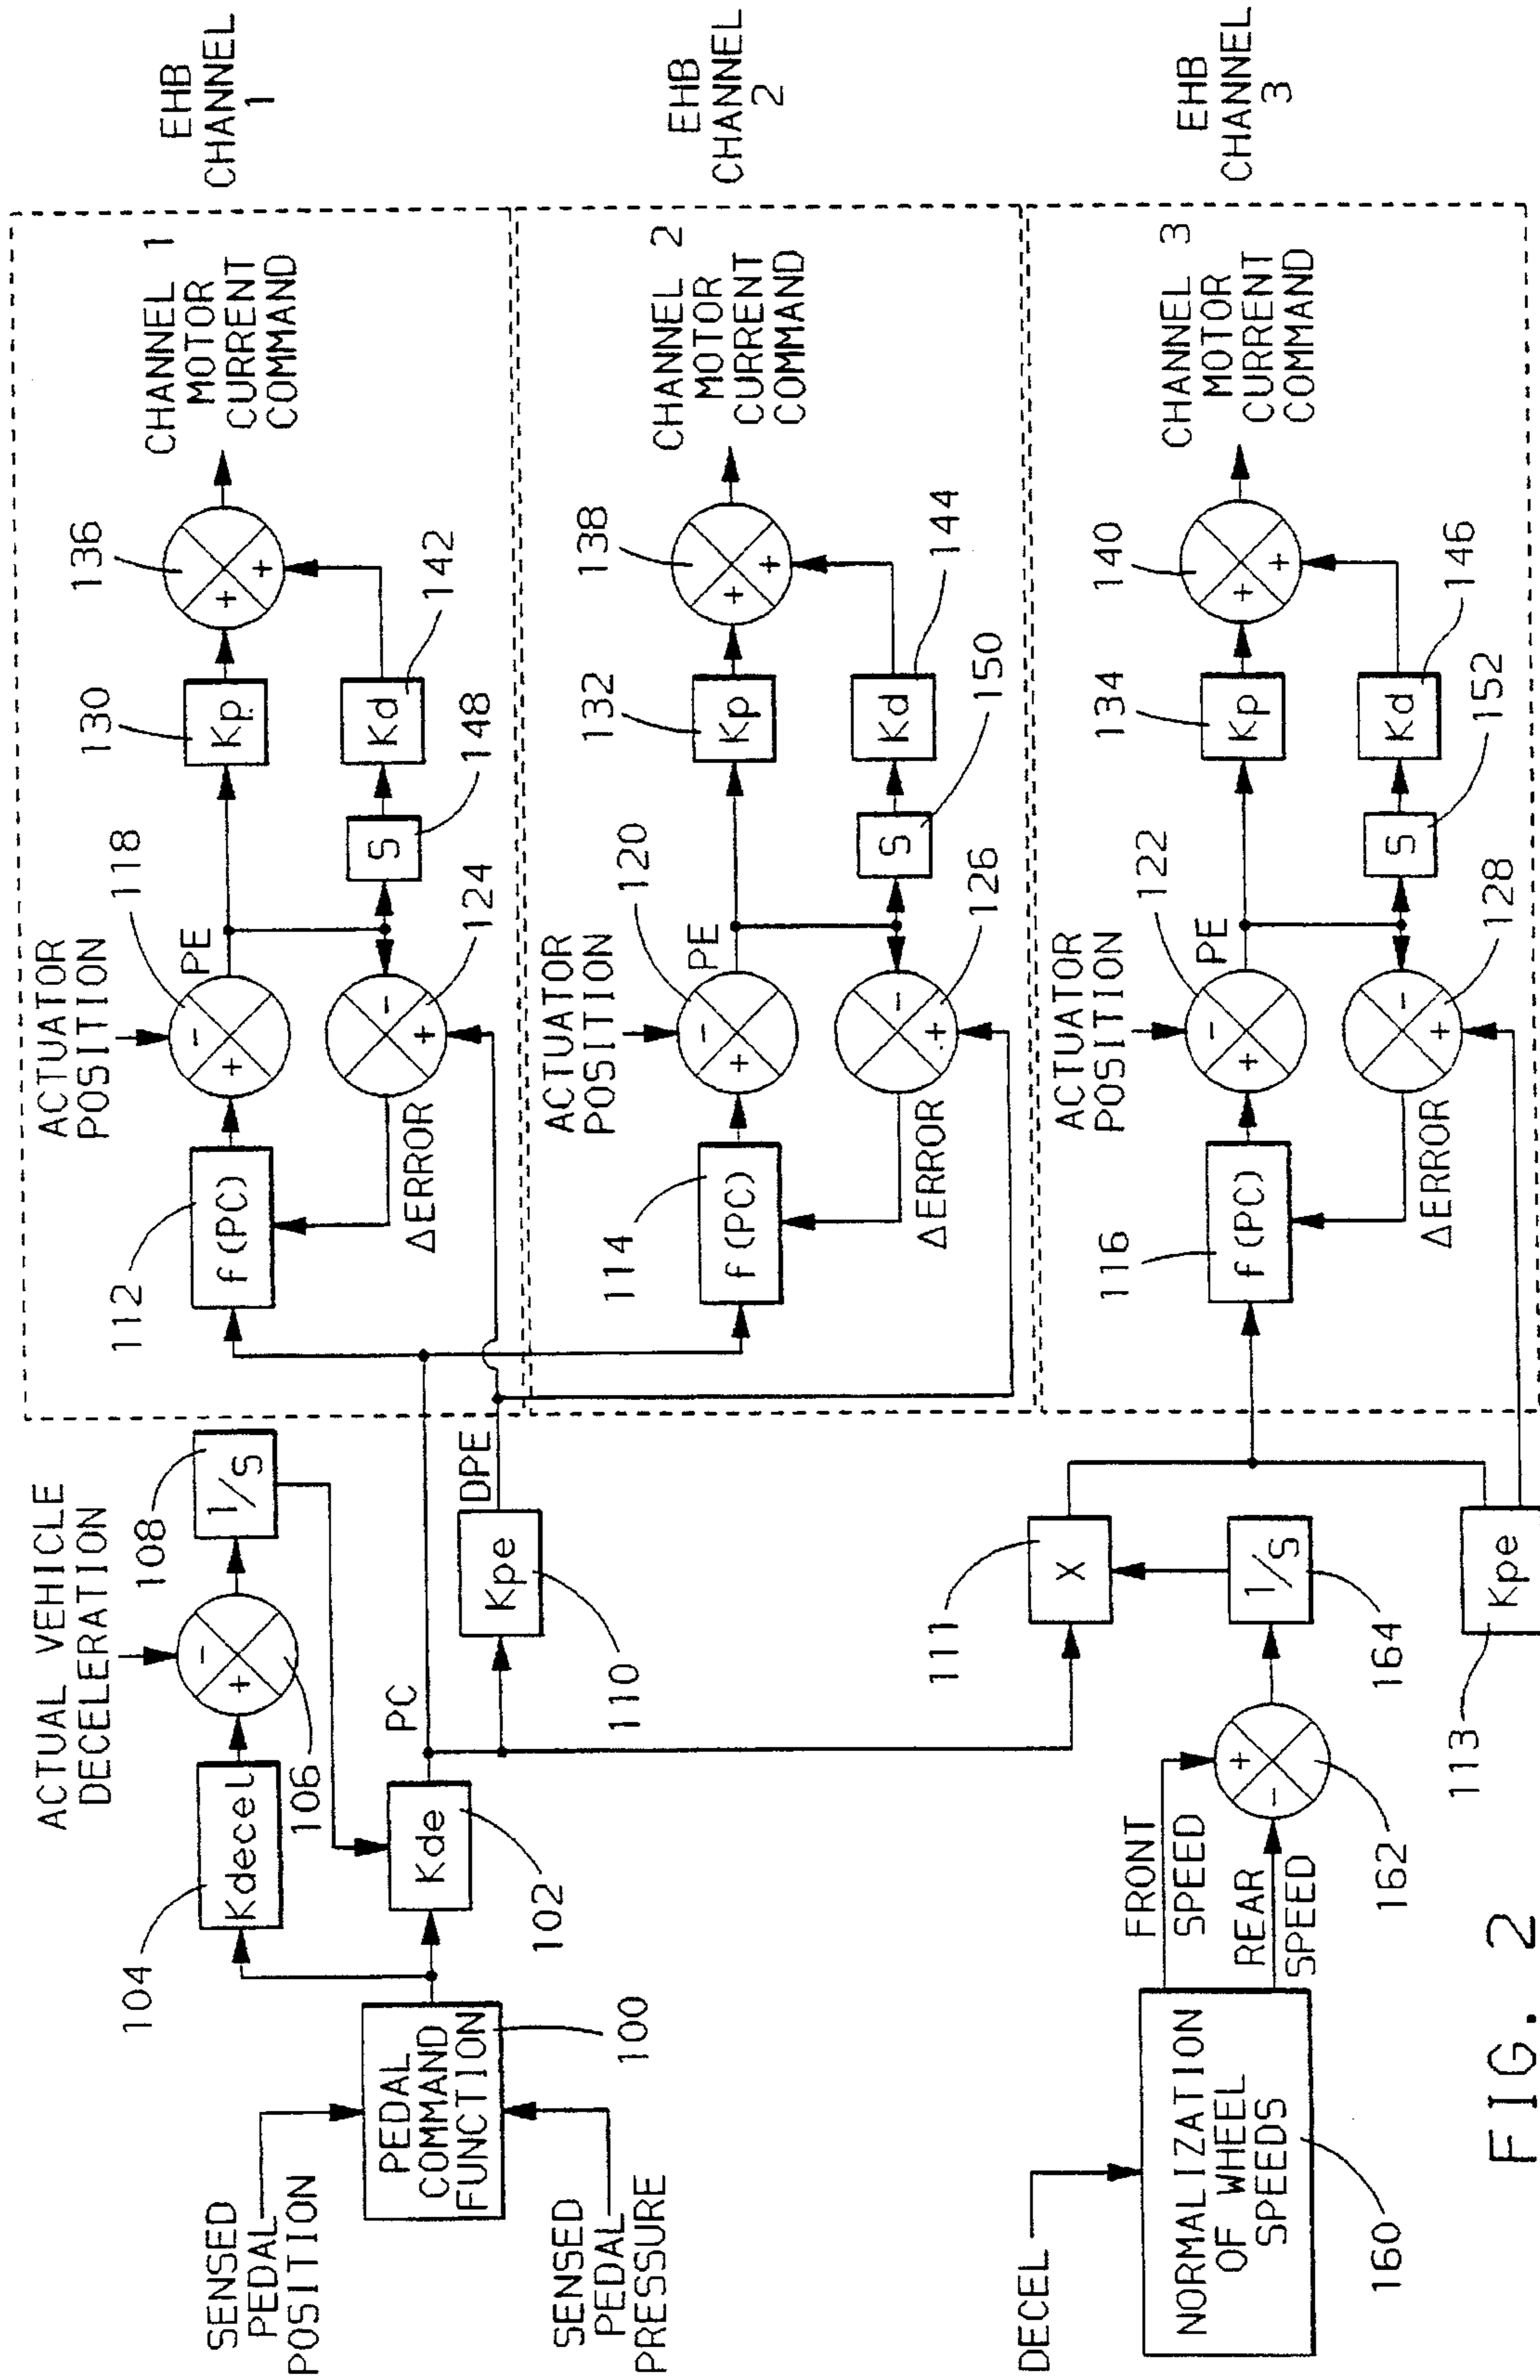 SENSED
PEDAL
POSITION
SENSED
PEDAL
PRESSURE
PEDAL
COMMAND
FUNCTION
100
104
Kdecel
Kde
102
ACTUAL VEHICLE
DECELERATION
-
+
106
108
1/S
PC
DPE
Kpe
110
DECEL
NORMALIZATION
OF WHEEL
SPEEDS
160
FRONT
SPEED
REAR
SPEED
+
-
162
1/S
164
111
X
Kpe
113
112
f(PC)
ACTUATOR
POSITION
-
+
118
PE
ΔERROR
-
+
124
130
Kp
S
148
Kd
142
136
+
+
CHANNEL 1
MOTOR
CURRENT
COMMAND
EHB
CHANNEL
1
114
f(PC)
ACTUATOR
POSITION
-
+
120
PE
ΔERROR
-
+
126
132
Kp
S
150
Kd
144
138
+
+
CHANNEL 2
MOTOR
CURRENT
COMMAND
EHB
CHANNEL
2
116
f(PC)
ACTUATOR
POSITION
-
+
122
PE
ΔERROR
-
+
128
134
Kp
S
152
Kd
146
140
+
+
CHANNEL 3
MOTOR
CURRENT
COMMAND
EHB
CHANNEL
3
FIG. 2